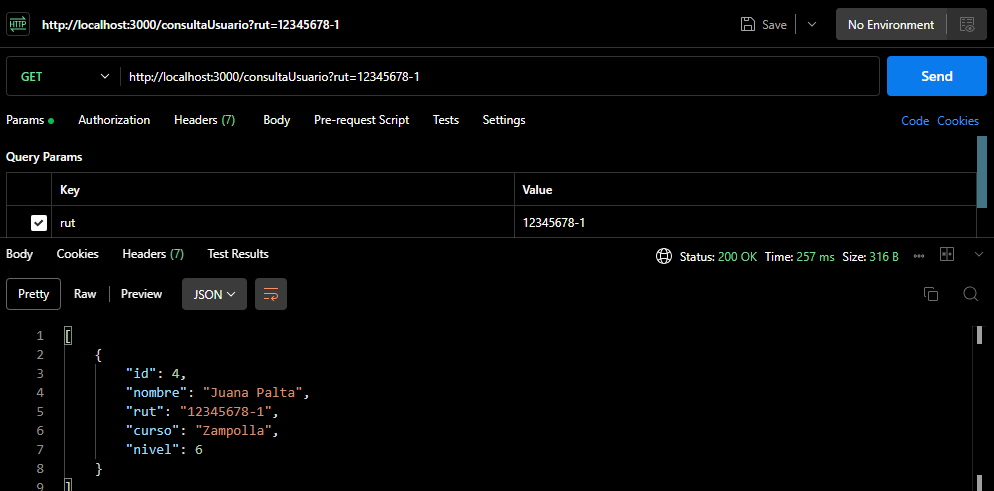 HTTP http://localhost:3000/consultaUsuario?rut=12345678-1 Save No Environment
GET http://localhost:3000/consultaUsuario?rut=12345678-1 Send
Params Authorization Headers (7) Body Pre-request Script Tests Settings Code Cookies
Query Params
Key Value
rut 12345678-1
Body Cookies Headers (7) Test Results Status: 200 OK Time: 257 ms Size: 316 B
Pretty Raw Preview JSON
1 [
2 {
3 "id": 4,
4 "nombre": "Juana Palta",
5 "rut": "12345678-1",
6 "curso": "Zampolla",
7 "nivel": 6
8 }
9 ]